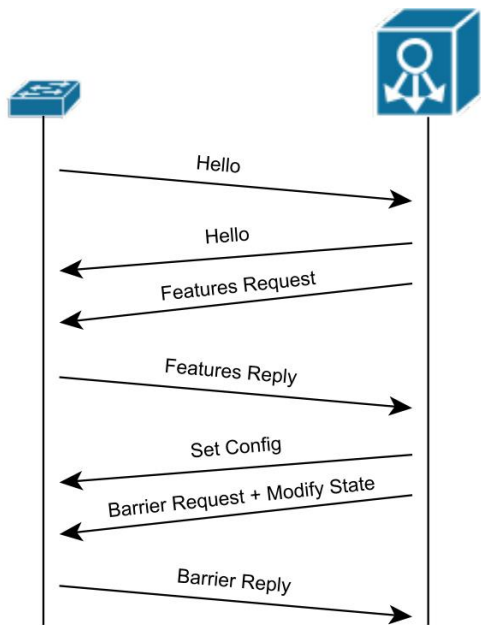 Hello
Hello
Features Request
Features Reply
Set Config
Barrier Request + Modify State
Barrier Reply